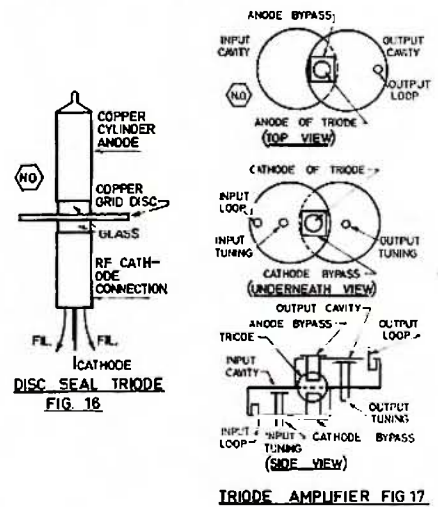 COPPER
CYLINDER
ANODE
NO
COPPER
GRID DISC
GLASS
RF CATH-
ODE
CONNECTION
FIL.
FIL.
CATHODE
DISC SEAL TRIODE
FIG. 16
ANODE BYPASS
INPUT
CAVITY
OUTPUT
CAVITY
NO
OUTPUT
LOOP
ANODE OF TRIODE
(TOP VIEW)
CATHODE OF TRIODE
INPUT
LOOP
INPUT
TUNING
OUTPUT
TUNING
CATHODE BYPASS
(UNDERNEATH VIEW)
OUTPUT CAVITY
ANODE BYPASS
OUTPUT
LOOP
TRIODE
INPUT
CAVITY
OUTPUT
TUNING
INPUT
LOOP
INPUT
TUNING
CATHODE BYPASS
(SIDE VIEW)
TRIODE AMPLIFIER FIG 17